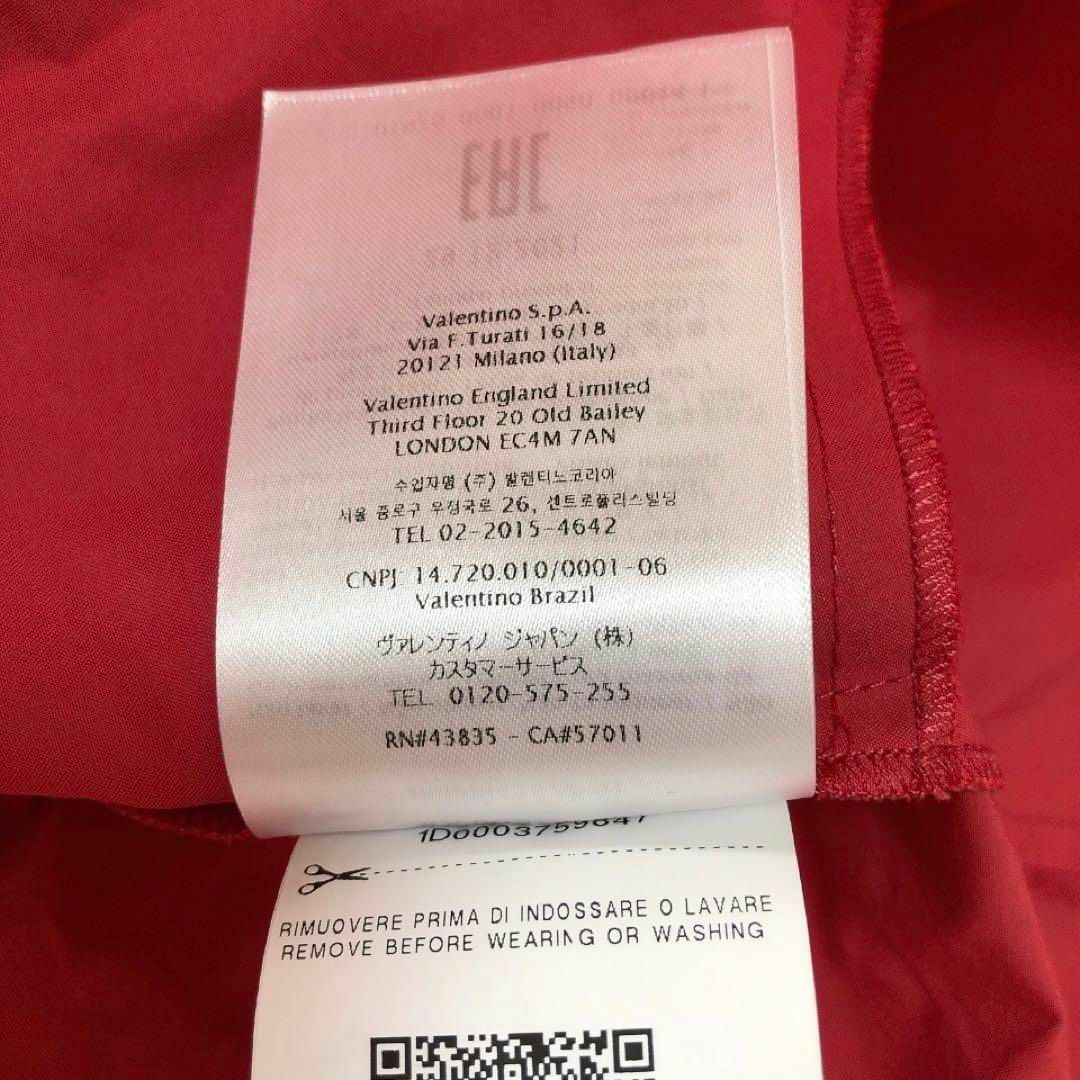 Valentino S.p.A.
Via F.Turati 16/18
20121 Milano (Italy)
Valentino England Limited
Third Floor 20 Old Bailey
LONDON EC4M 7AN
수입자명 (주) 발렌티노코리아
서울 종로구 우정국로 26, 센트로폴리스빌딩
TEL 02-2015-4642
CNPJ: 14.720.010/0001-06
Valentino Brazil
ヴァレンティノ ジャパン (株)
カスタマーサービス
TEL 0120-575-255
RN#43835 - CA#57011
RIMUOVERE PRIMA DI INDOSSARE O LAVARE
REMOVE BEFORE WEARING OR WASHING